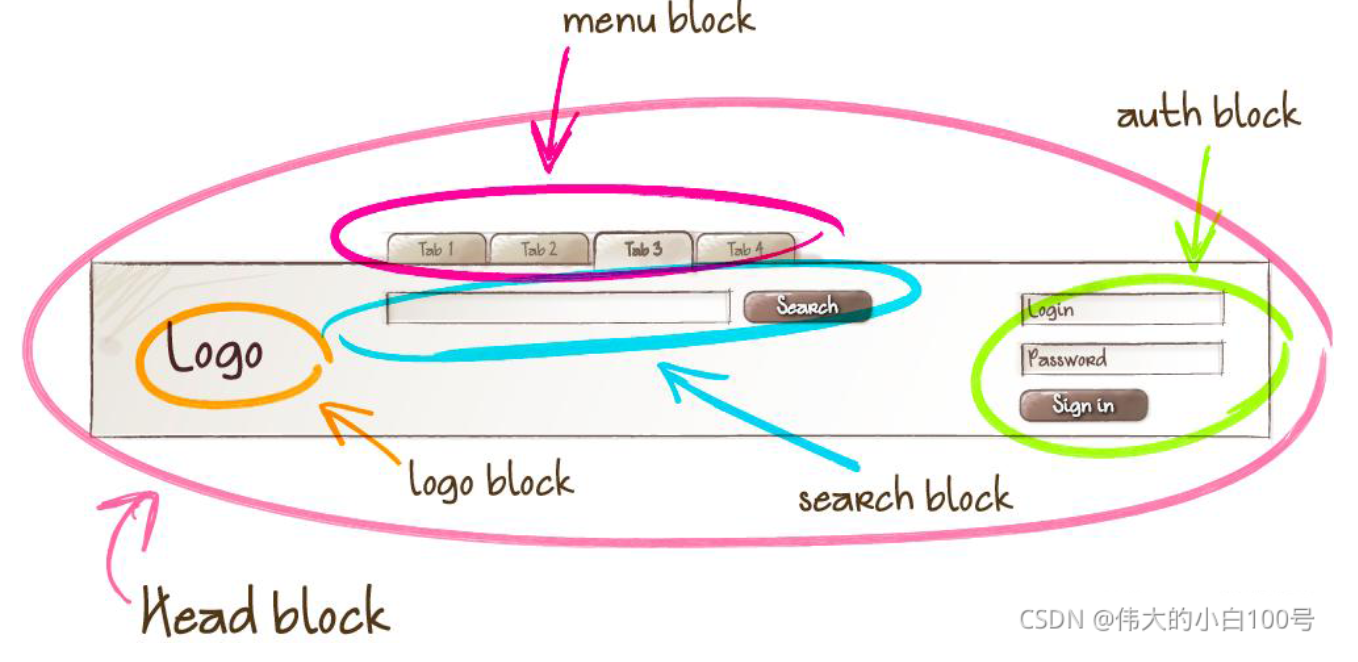 menu block
auth block
Tab 1
Tab 2
Tab 3
Tab 4
Search
Login
Logo
Password
Sign in
logo block
search block
Head block
CSDN @伟大的小白100号